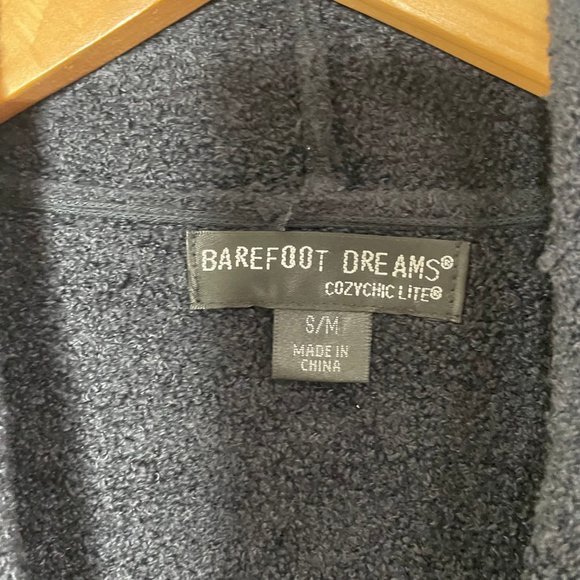 BAREFOOT DREAMS®
COZYCHIC LITE®
S/M
MADE IN
CHINA